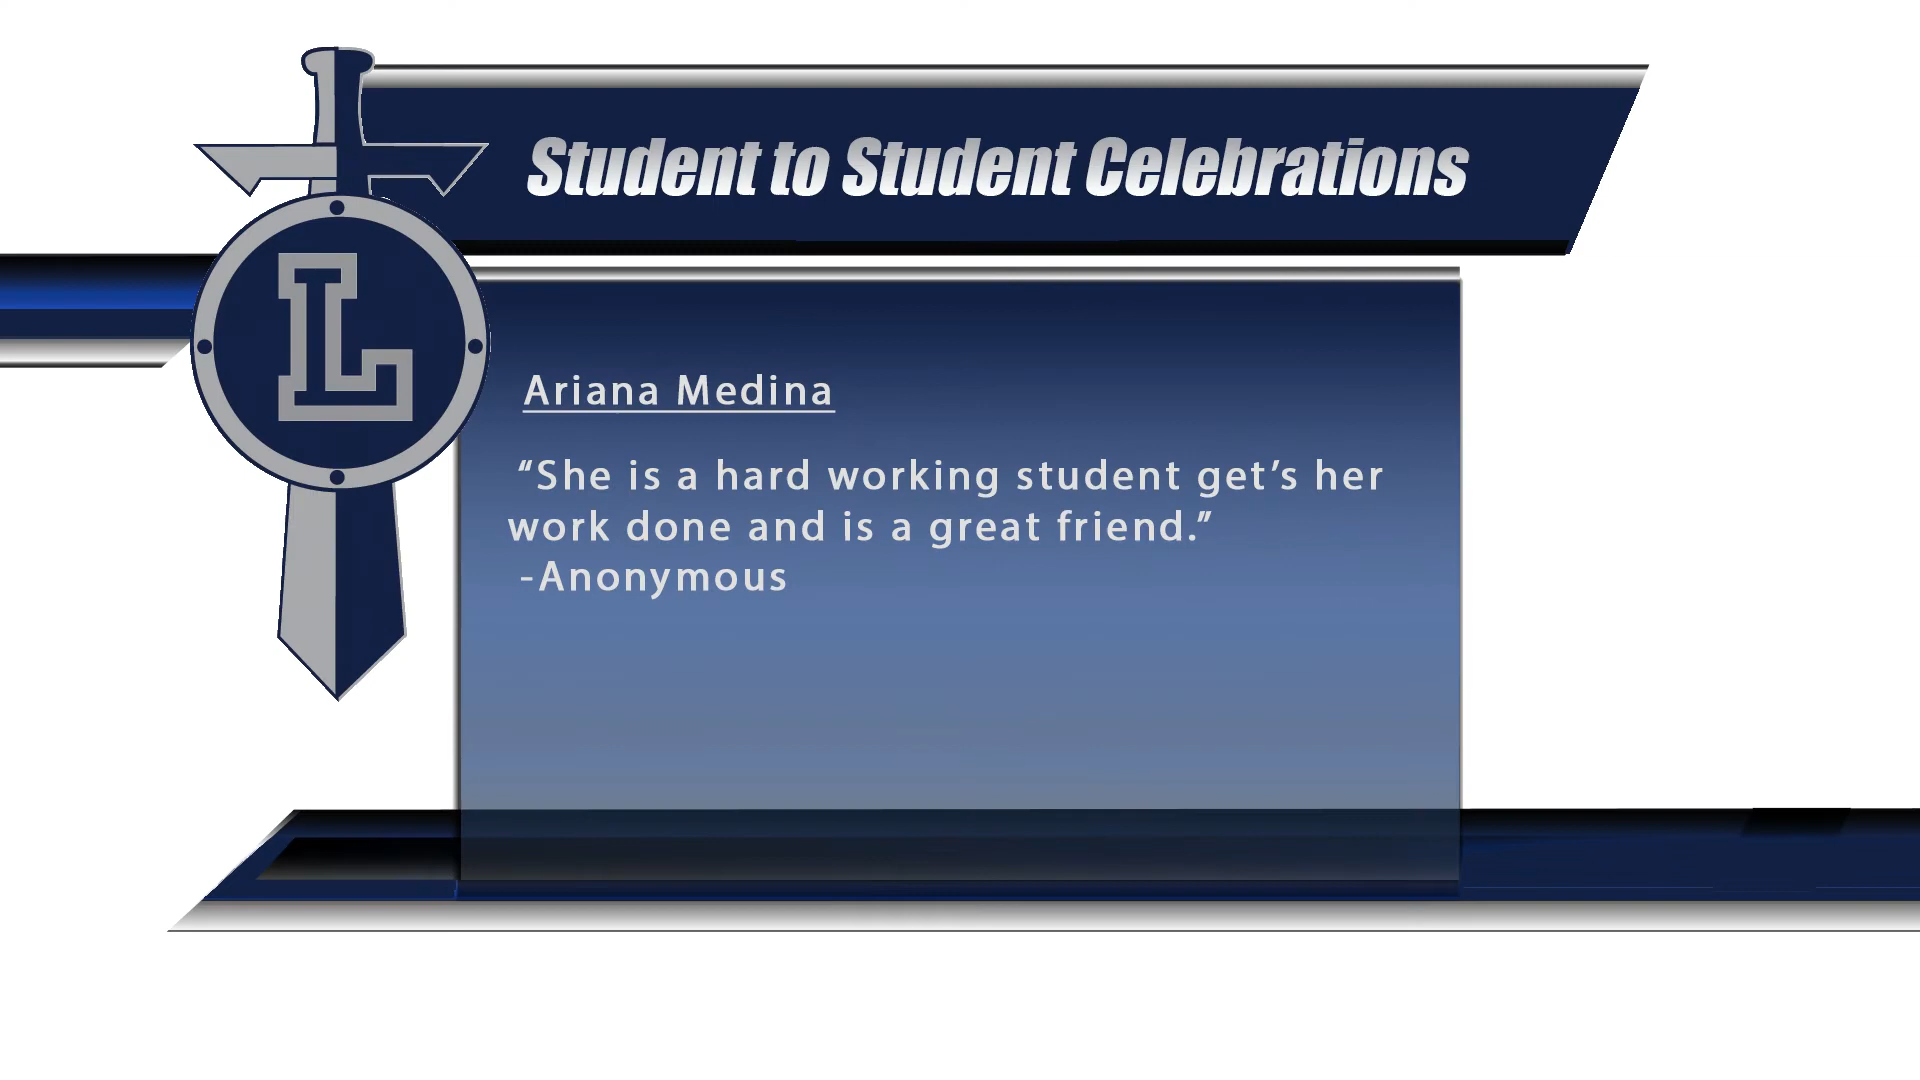 Student to Student Celebrations
L
Ariana Medina
“She is a hard working student get’s her
work done and is a great friend.”
-Anonymous